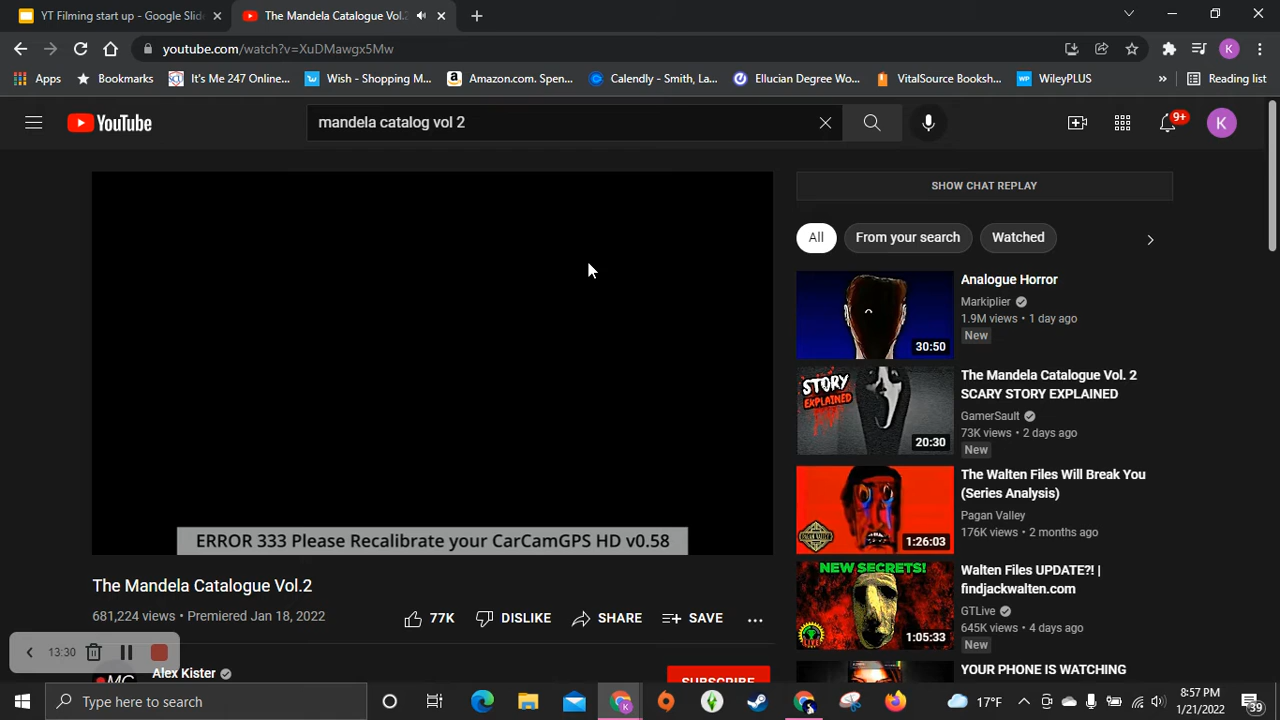 YT Filming start up - Google Slid
The Mandela Catalogue Vol.2
youtube.com/watch?v=XuDMawgx5Mw
Apps
Bookmarks
It's Me 247 Online...
Wish - Shopping M...
Amazon.com. Spen...
Calendly - Smith, La...
Ellucian Degree Wo...
VitalSource Booksh...
WileyPLUS
»
Reading list
YouTube
mandela catalog vol 2
9+
K
SHOW CHAT REPLAY
All
From your search
Watched
Analogue Horror
Markiplier
1.9M views • 1 day ago
New
30:50
STORY
EXPLAINED
20:30
The Mandela Catalogue Vol. 2
SCARY STORY EXPLAINED
GamerSault
73K views • 2 days ago
New
The Walten Files Will Break You
(Series Analysis)
Pagan Valley
176K views • 2 months ago
1:26:03
NEW SECRETS!
1:05:33
Walten Files UPDATE?! |
findjackwalten.com
GTLive
645K views • 4 days ago
New
YOUR PHONE IS WATCHING
ERROR 333 Please Recalibrate your CarCamGPS HD v0.58
The Mandela Catalogue Vol.2
681,224 views • Premiered Jan 18, 2022
77K
DISLIKE
SHARE
SAVE
13:30
MC
Alex Kister
SUBSCRIBE
Type here to search
17°F
8:57 PM
1/21/2022
39